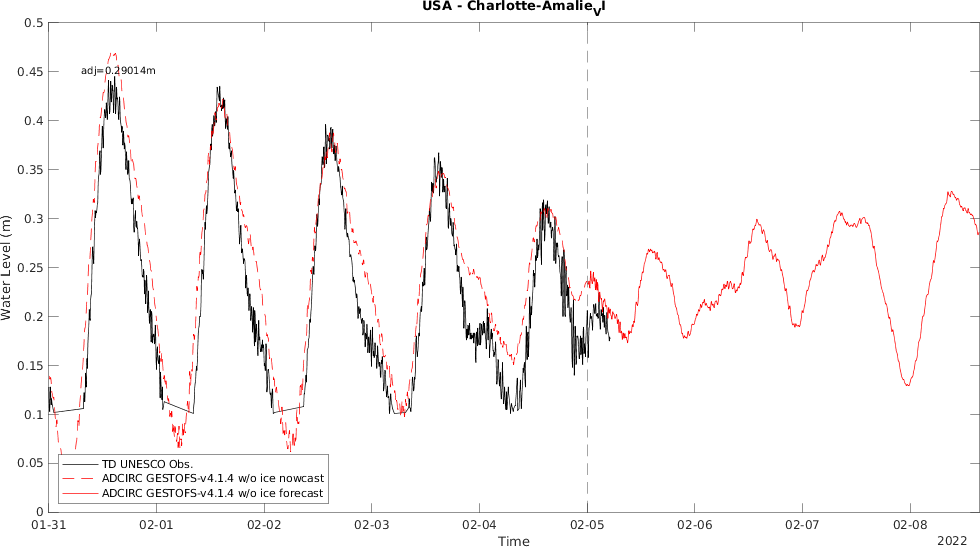 USA - Charlotte-AmalieVI
0.5
0.45
0.4
0.35
0.3
0.25
0.2
0.15
0.1
0.05
0
Water Level (m)
adj=0.29014m
TD UNESCO Obs.
ADCIRC GESTOFS-v4.1.4 w/o ice nowcast
ADCIRC GESTOFS-v4.1.4 w/o ice forecast
01-31 02-01 02-02 02-03 02-04 02-05 02-06 02-07 02-08
Time
2022